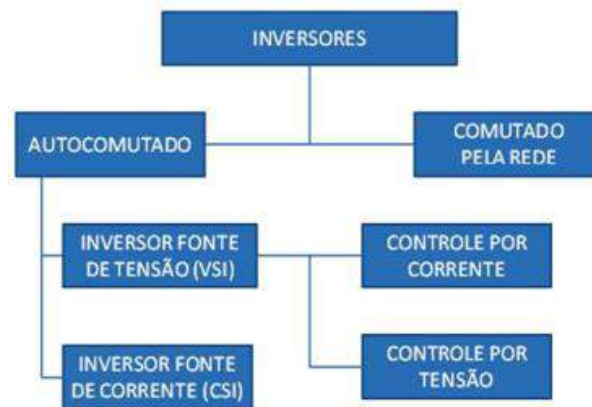 INVERSORES
AUTOCOMUTADO
COMUTADO
PELA REDE
INVERSOR FONTE
DE TENSÃO (VSI)
CONTROLE POR
CORRENTE
INVERSOR FONTE
DE CORRENTE (CSI)
CONTROLE POR
TENSÃO